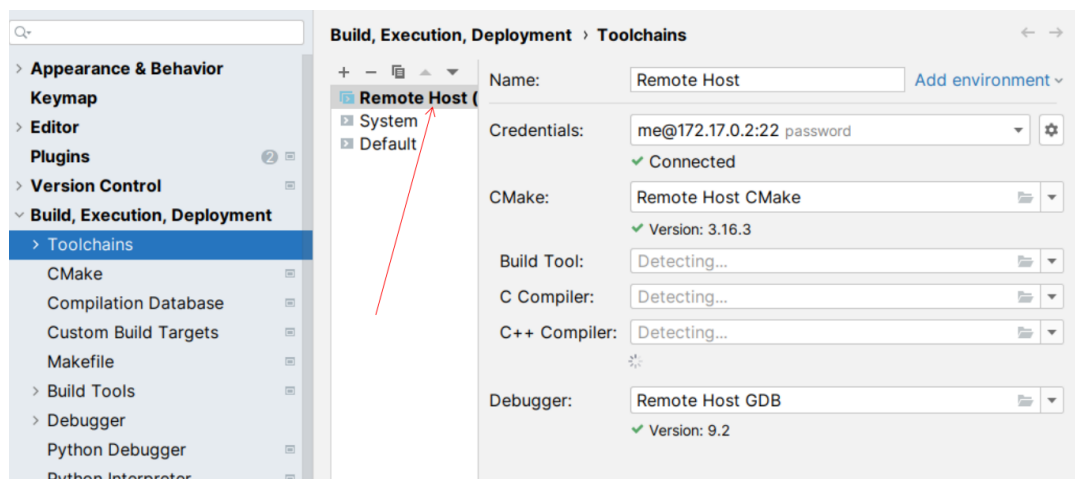 Build, Execution, Deployment › Toolchains
Appearance & Behavior
Keymap
Editor
Plugins 2
Version Control
Build, Execution, Deployment
Toolchains
CMake
Compilation Database
Custom Build Targets
Makefile
Build Tools
Debugger
Python Debugger
Python Interpreter
Remote Host (
System
Default
Name: Remote Host Add environment
Credentials: me@172.17.0.2:22 password
Connected
CMake: Remote Host CMake
Version: 3.16.3
Build Tool: Detecting...
C Compiler: Detecting...
C++ Compiler: Detecting...
Debugger: Remote Host GDB
Version: 9.2